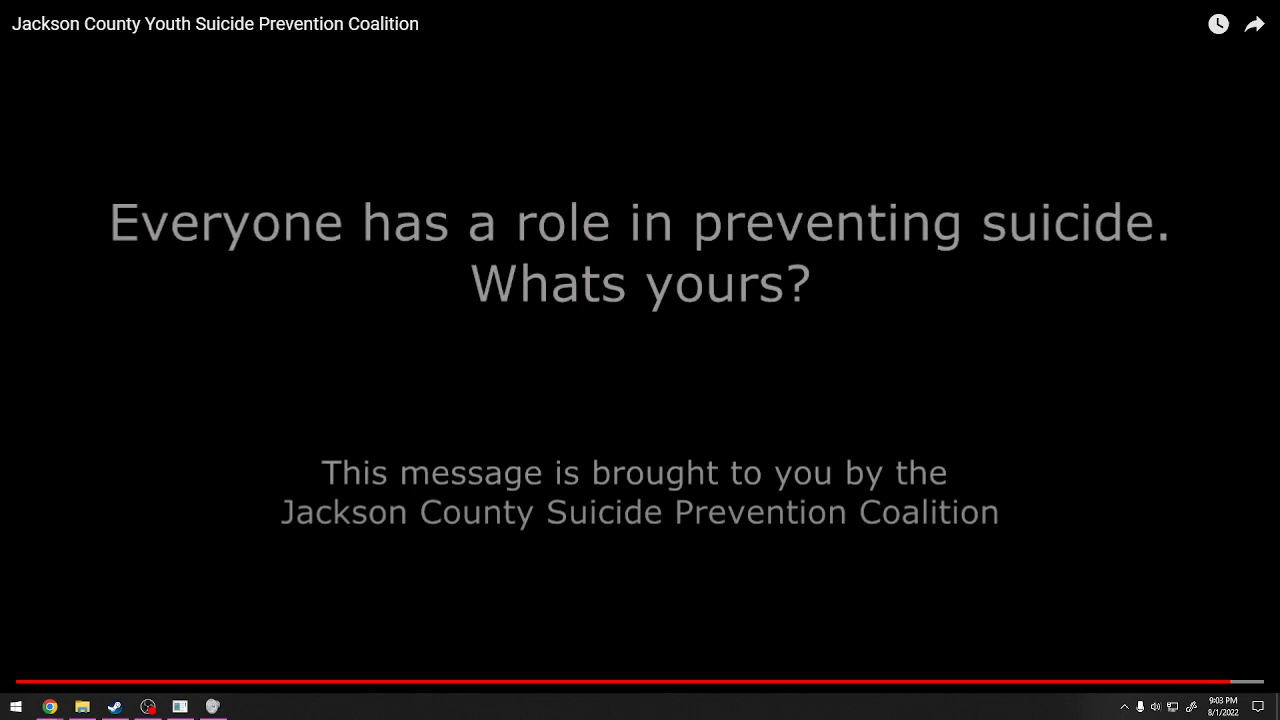 Jackson County Youth Suicide Prevention Coalition
Everyone has a role in preventing suicide.
Whats yours?
This message is brought to you by the
Jackson County Suicide Prevention Coalition
9:03 PM
8/1/2022